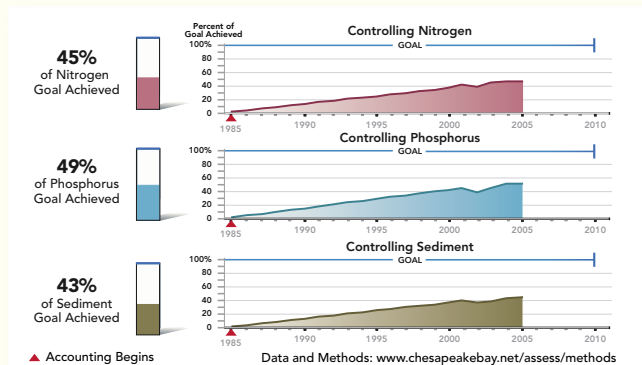 Percent of
Goal Achieved
Controlling Nitrogen
45%
of Nitrogen
Goal Achieved
100%
80
60
40
20
0
GOAL
1985
1990
1995
2000
2005
2010
Controlling Phosphorus
49%
of Phosphorus
Goal Achieved
100%
80
60
40
20
0
GOAL
1985
1990
1995
2000
2005
2010
Controlling Sediment
43%
of Sediment
Goal Achieved
100%
80
60
40
20
0
GOAL
1985
1990
1995
2000
2005
2010
Accounting Begins
Data and Methods: www.chesapeakebay.net/assess/methods